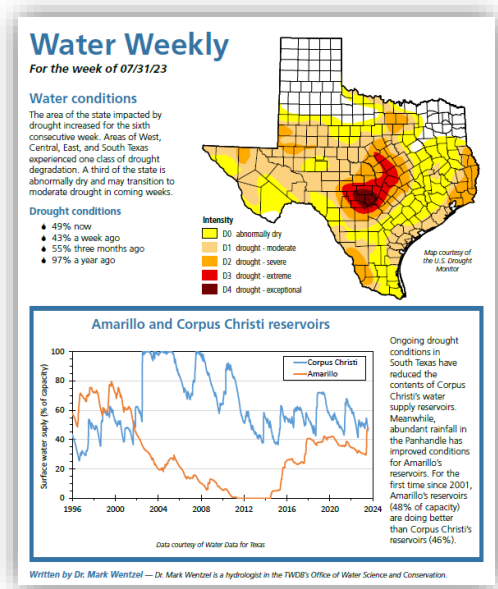 Water Weekly
For the week of 07/31/23
Water conditions
The area of the state impacted by
drought increased for the sixth
consecutive week. Areas of West,
Central, East, and South Texas
experienced one class of drought
degradation. A third of the state is
abnormally dry and may transition to
moderate drought in coming weeks.
Drought conditions
49% now
43% a week ago
55% three months ago
97% a year ago
Intensity
D0 abnormally dry
D1 drought - moderate
D2 drought - severe
D3 drought - extreme
D4 drought - exceptional
Map courtesy of
the U.S. Drought
Monitor
Amarillo and Corpus Christi reservoirs
Surface water suply (% of capacity)
100
80
60
40
20
0
1996
2000
2004
2008
2012
2016
2020
2024
Corpus Christi
Amarillo
Data courtesy of Water Data for Texas
Ongoing drought
conditions in
South Texas have
reduced the
contents of Corpus
Christi's water
supply reservoirs.
Meanwhile,
abundant rainfall in
the Panhandle has
improved conditions
for Amarillo's
reservoirs. For the
first time since 2001,
Amarillo's reservoirs
(48% of capacity)
are doing better
than Corpus Christi's
reservoirs (46%).
Written by Dr. Mark Wentzel — Dr. Mark Wentzel is a hydrologist in the TWDB's Office of Water Science and Conservation.